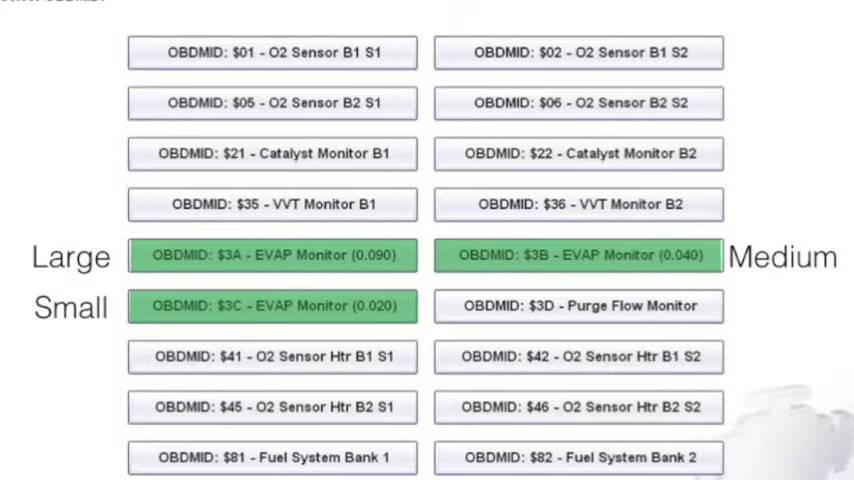 OBDMID: $01 - O2 Sensor B1 S1
OBDMID: $02 - O2 Sensor B1 S2
OBDMID: $05 - O2 Sensor B2 S1
OBDMID: $06 - O2 Sensor B2 S2
OBDMID: $21 - Catalyst Monitor B1
OBDMID: $22 - Catalyst Monitor B2
OBDMID: $35 - VVT Monitor B1
OBDMID: $36 - VVT Monitor B2
Large
OBDMID: $3A - EVAP Monitor (0.090)
OBDMID: $3B - EVAP Monitor (0.040)
Medium
Small
OBDMID: $3C - EVAP Monitor (0.020)
OBDMID: $3D - Purge Flow Monitor
OBDMID: $41 - O2 Sensor Htr B1 S1
OBDMID: $42 - O2 Sensor Htr B1 S2
OBDMID: $45 - O2 Sensor Htr B2 S1
OBDMID: $46 - O2 Sensor Htr B2 S2
OBDMID: $81 - Fuel System Bank 1
OBDMID: $82 - Fuel System Bank 2